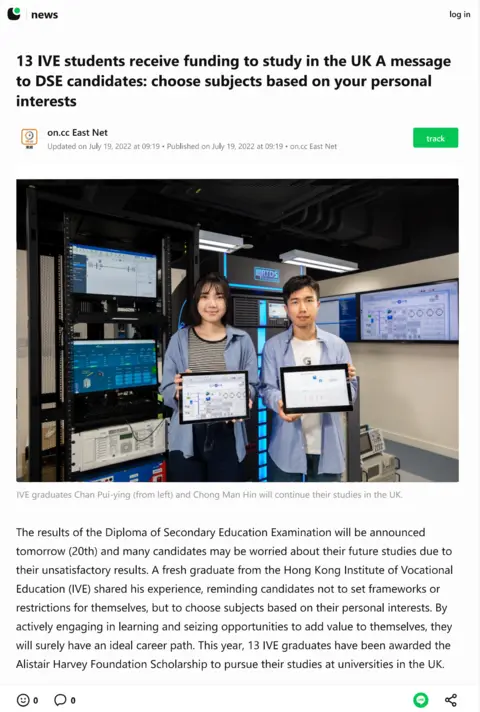 news
log in
13 IVE students receive funding to study in the UK A message
to DSE candidates: choose subjects based on your personal
interests
on.cc East Net
Updated on July 19, 2022 at 09:19 • Published on July 19, 2022 at 09:19 • on.cc East Net
track
RTDS
IVE graduates Chan Pui-ying (from left) and Chong Man Hin will continue their studies in the UK.
The results of the Diploma of Secondary Education Examination will be announced
tomorrow (20th) and many candidates may be worried about their future studies due to
their unsatisfactory results. A fresh graduate from the Hong Kong Institute of Vocational
Education (IVE) shared his experience, reminding candidates not to set frameworks or
restrictions for themselves, but to choose subjects based on their personal interests. By
actively engaging in learning and seizing opportunities to add value to themselves, they
will surely have an ideal career path. This year, 13 IVE graduates have been awarded the
Alistair Harvey Foundation Scholarship to pursue their studies at universities in the UK.
0 0